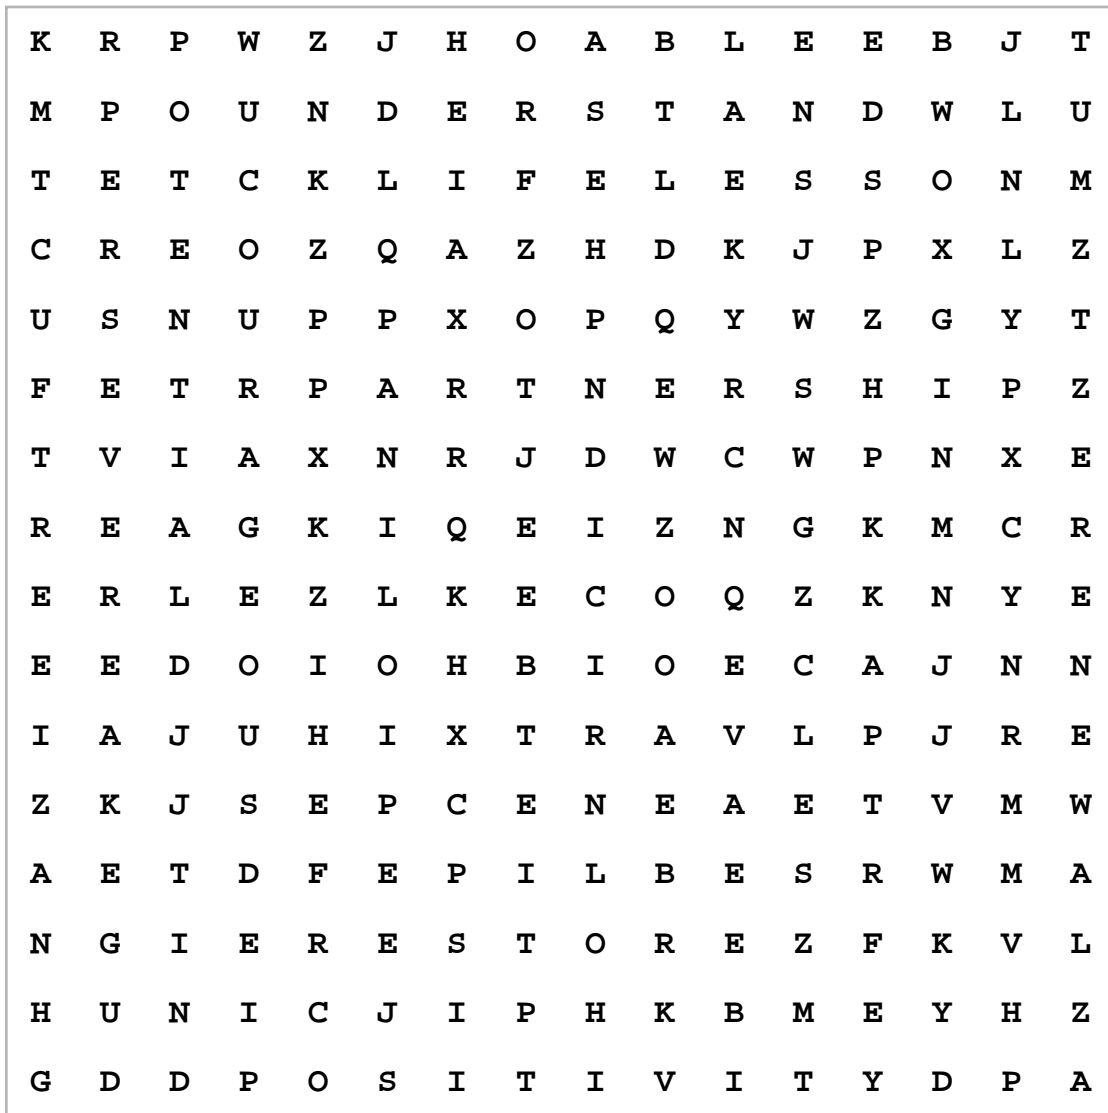 K R P W Z J H O A B L E E B J T
M P O U N D E R S T A N D W L U
T E T C K L I F E L E S S O N M
C R E O Z Q A Z H D K J P X L Z
U S N U P P X O P Q Y W Z G Y T
F E T R P A R T N E R S H I P Z
T V I A X N R J D W C W P N X E
R E A G K I Q E I Z N G K M C R
E R L E Z L K E C O Q Z K N Y E
E E D O I O H B I O E C A J N N
I A J U H I X T R A V L P J R E
Z K J S E P C E N E A E T V M W
A E T D F E P I L B E S R W M A
N G I E R E S T O R E Z F K V L
H U N I C J I P H K B M E Y H Z
G D D P O S I T I V I T Y D P A